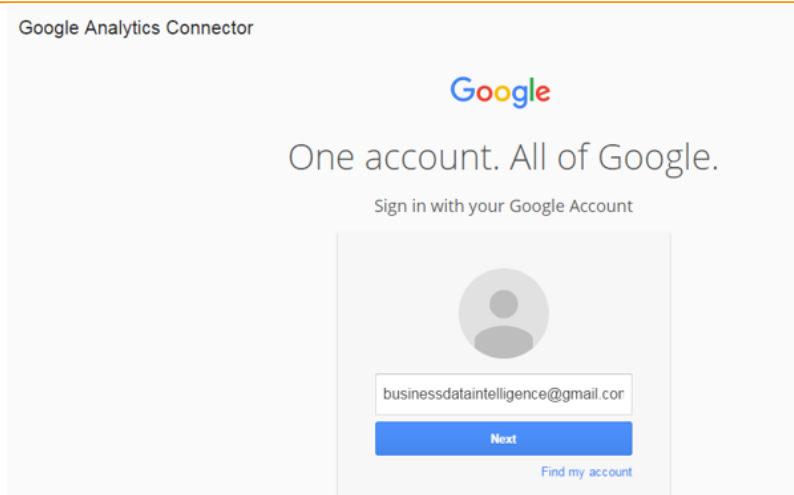 Google Analytics Connector
Google
One account. All of Google.
Sign in with your Google Account
businessdataintelligence@gmail.cor
Next
Find my account